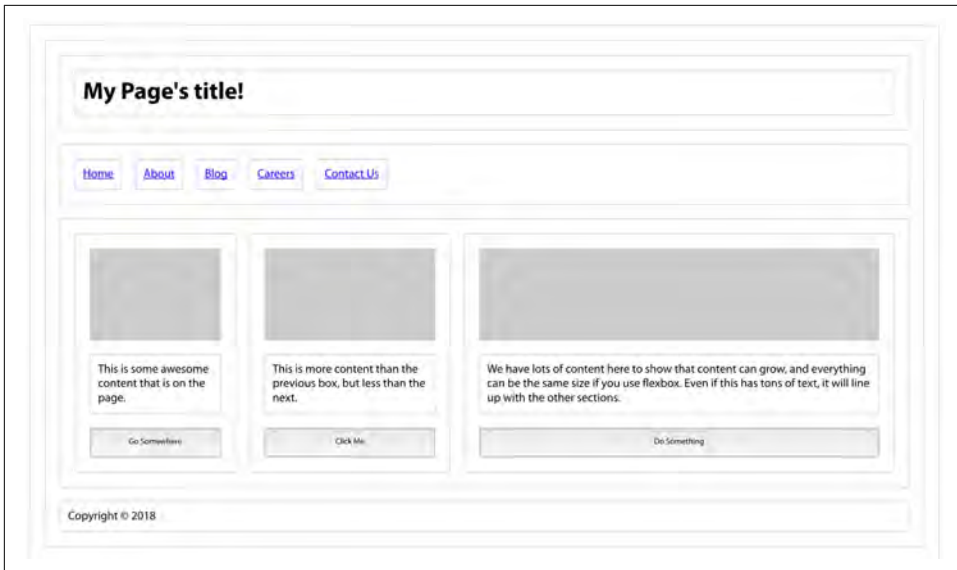 My Page's title!
Home About Blog Careers Contact Us
This is some awesome
content that is on the
page.
This is more content than the
previous box, but less than the
next.
We have lots of content here to show that content can grow, and everything
can be the same size if you use flexbox. Even if this has tons of text, it will line
up with the other sections.
Go Somewhere Click Me Do Something
Copyright © 2018